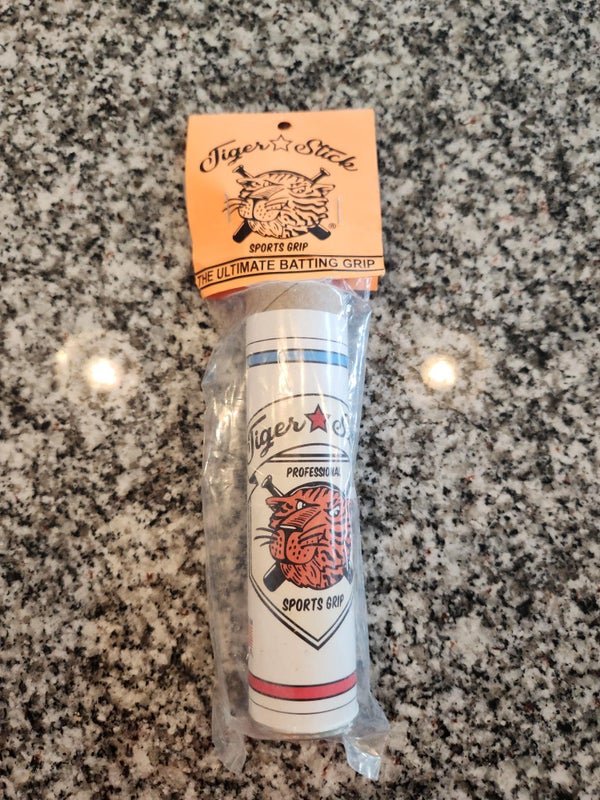 Tiger Stick
®
SPORTS GRIP
THE ULTIMATE BATTING GRIP
Tiger
PROFESSIONAL
SPORTS GRIP